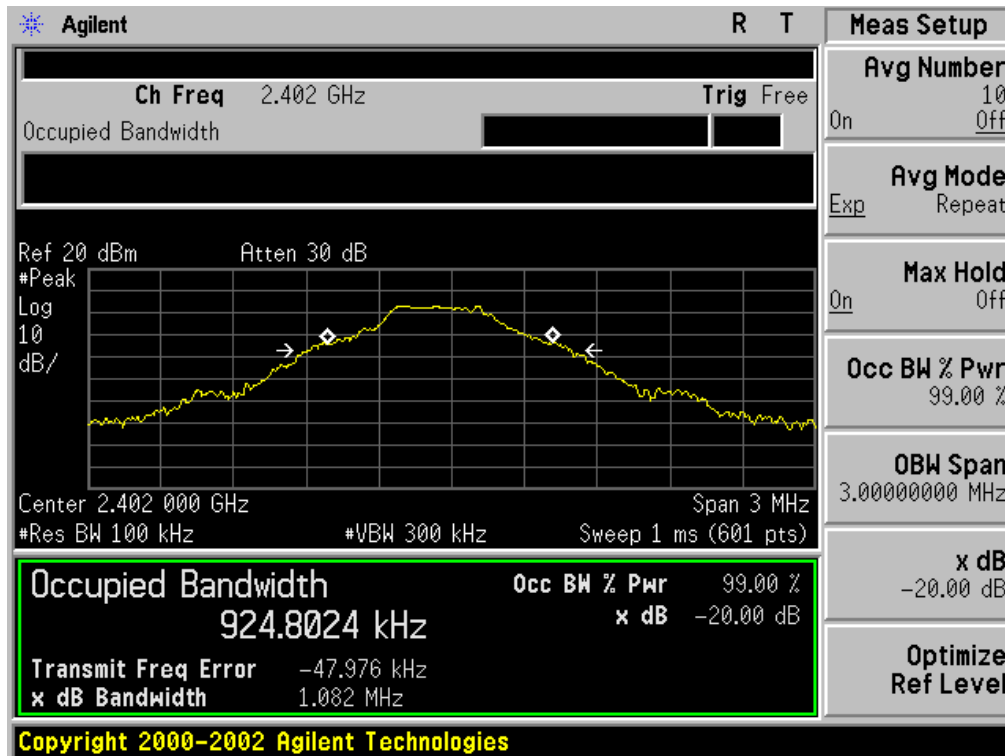 Agilent R T
Ch Freq 2.402 GHz Trig Free
Occupied Bandwidth
Ref 20 dBm Atten 30 dB
#Peak
Log
10
dB/
Center 2.402 000 GHz Span 3 MHz
#Res BW 100 kHz #VBW 300 kHz Sweep 1 ms (601 pts)
Occupied Bandwidth
924.8024 kHz
Occ BW % Pwr 99.00 %
x dB -20.00 dB
Transmit Freq Error -47.976 kHz
x dB Bandwidth 1.082 MHz
Copyright 2000-2002 Agilent Technologies
Meas Setup
Avg Number
10
On Off
Avg Mode
Exp Repeat
Max Hold
On Off
Occ BW % Pwr
99.00 %
OBW Span
3.00000000 MHz
x dB
-20.00 dB
Optimize
Ref Level